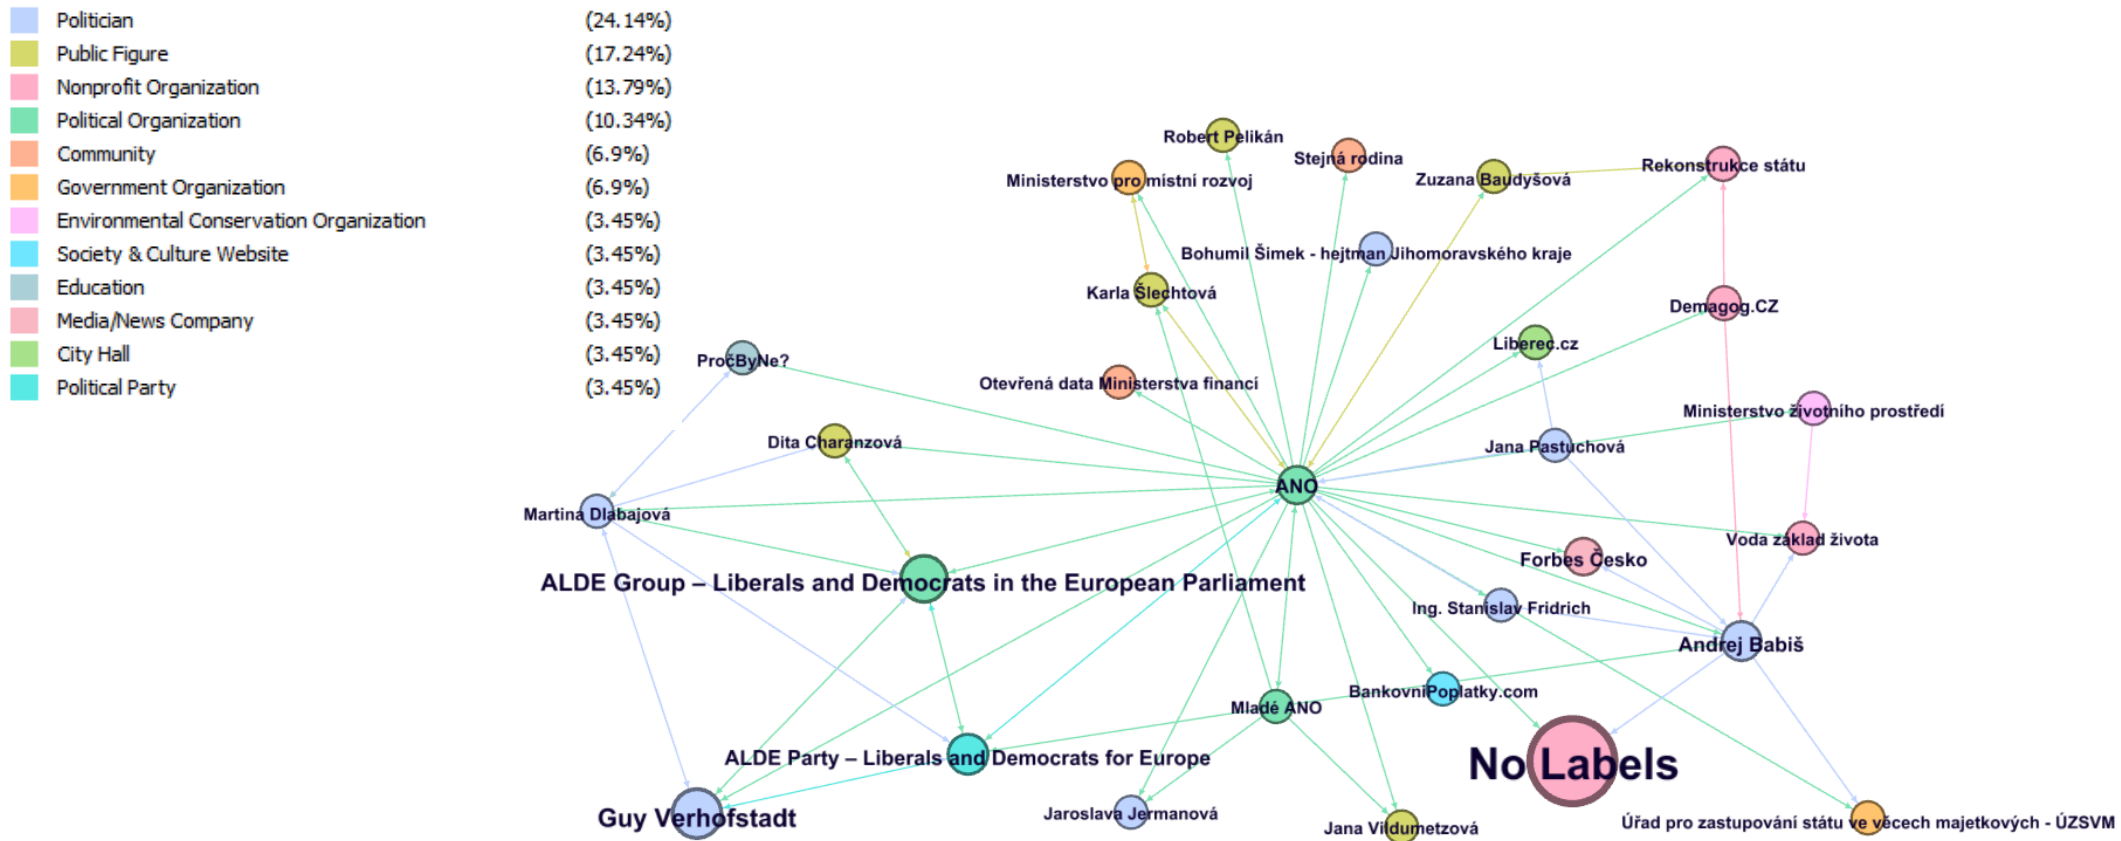 Politician (24.14%)
Public Figure (17.24%)
Nonprofit Organization (13.79%)
Political Organization (10.34%)
Community (6.9%)
Government Organization (6.9%)
Environmental Conservation Organization (3.45%)
Society & Culture Website (3.45%)
Education (3.45%)
Media/News Company (3.45%)
City Hall (3.45%)
Political Party (3.45%)
Robert Pelikán
Stejná rodina
Ministerstvo pro místní rozvoj
Zuzana Baudyšová
Rekonstrukce státu
Bohumil Šimek - hejtman Jihomoravského kraje
Karla Šlechtová
Demagog.CZ
Liberec.cz
PročByNe?
Otevřená data Ministerstva financí
Ministerstvo životního prostředí
Dita Charanzová
Jana Pastuchová
ANO
Martina Dlabajová
Voda základ života
Forbes Česko
ALDE Group – Liberals and Democrats in the European Parliament
Ing. Stanislav Fridrich
Andrej Babiš
BankovniPoplatky.com
Mladé ANO
ALDE Party – Liberals and Democrats for Europe
No Labels
Guy Verhofstadt
Jaroslava Jermanová
Jana Vildumetzová
Úřad pro zastupování státu ve věcech majetkových - ÚZSVM